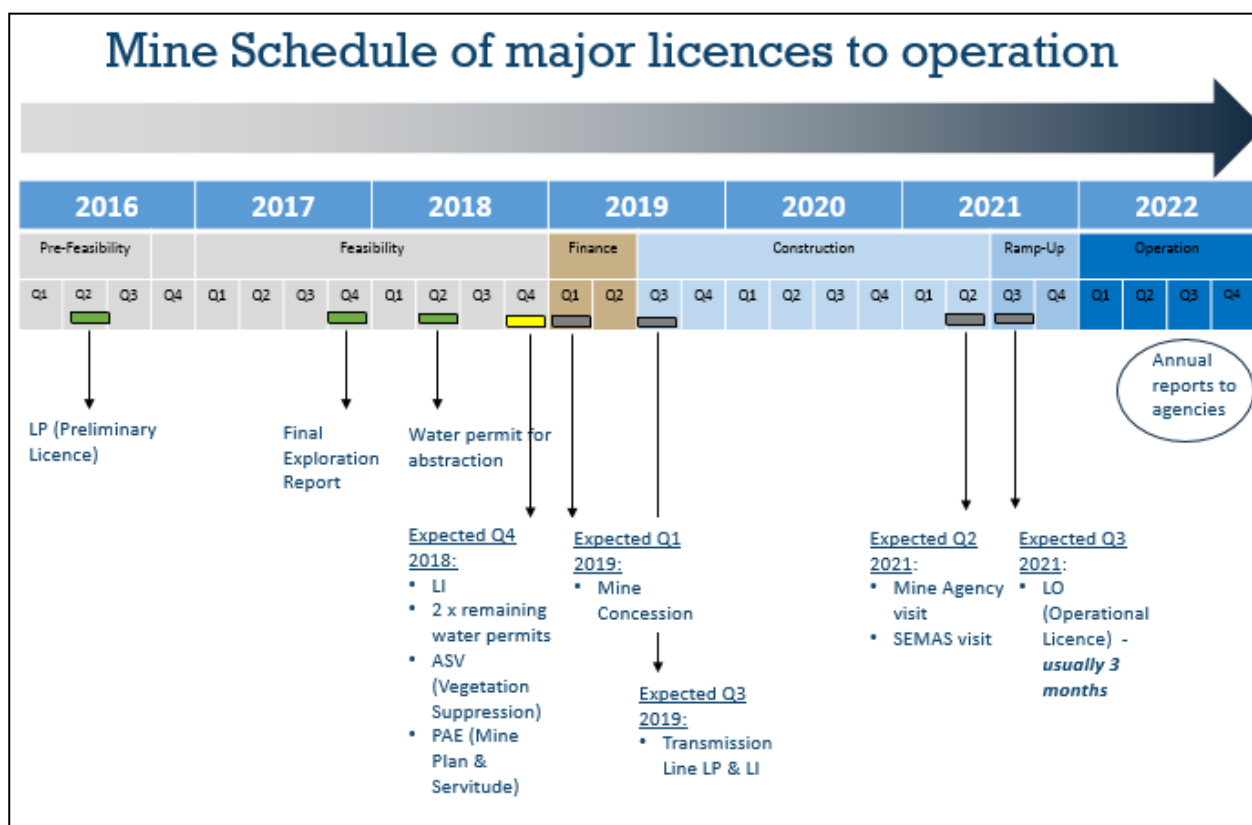 Mine Schedule of major licences to operation
2016 2017 2018 2019 2020 2021 2022
Pre-Feasibility Feasibility Finance Construction Ramp-Up Operation
Q1 Q2 Q3 Q4 Q1 Q2 Q3 Q4 Q1 Q2 Q3 Q4 Q1 Q2 Q3 Q4 Q1 Q2 Q3 Q4 Q1 Q2 Q3 Q4 Q1 Q2 Q3 Q4
LP (Preliminary
Licence)
Final
Exploration
Report
Water permit for
abstraction
Annual
reports to
agencies
Expected Q4
2018:
• LI
• 2 x remaining
water permits
• ASV
(Vegetation
Suppression)
• PAE (Mine
Plan &
Servitude)
Expected Q1
2019:
• Mine
Concession
Expected Q3
2019:
• Transmission
Line LP & LI
Expected Q2
2021:
• Mine Agency
visit
• SEMAS visit
Expected Q3
2021:
• LO
(Operational
Licence) -
usually 3
months